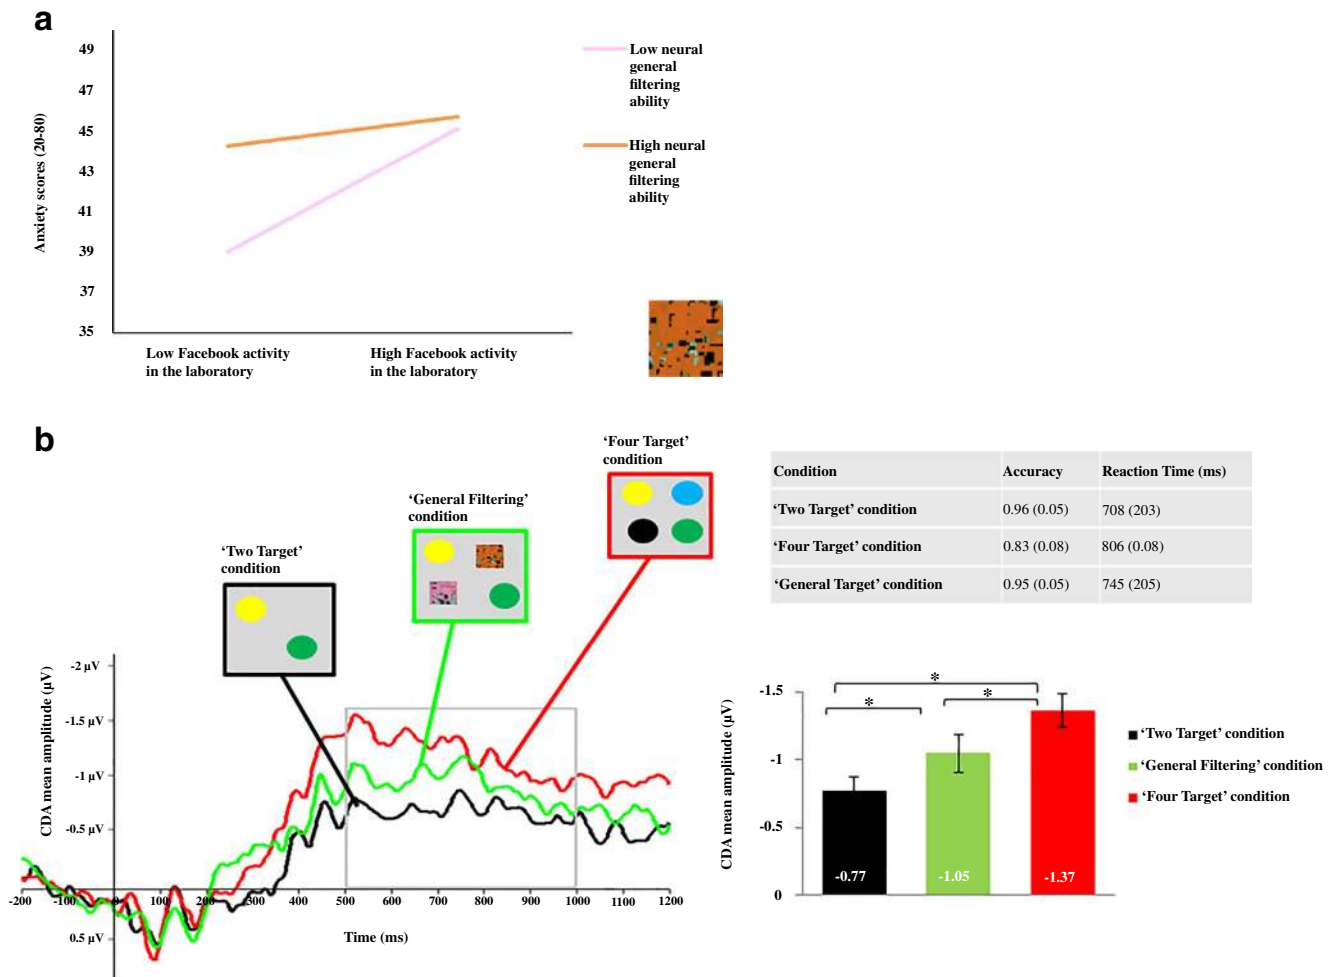 a
49
47
45
43
41
39
37
35
Anxiety scores (20-80)
Low Facebook activity
in the laboratory
High Facebook activity
in the laboratory
Low neural
general
filtering
ability
High neural
general
filtering
ability
b
'Two Target'
condition
'General Filtering'
condition
'Four Target'
condition
CDA mean amplitude (µV)
-2 µV
-1.5 µV
-1 µV
-0.5 µV
0.5 µV
-200 -100 0 100 200 300 400 500 600 700 800 900 1000 1100 1200
Time (ms)
Condition Accuracy Reaction Time (ms)
'Two Target' condition 0.96 (0.05) 708 (203)
'Four Target' condition 0.83 (0.08) 806 (0.08)
'General Target' condition 0.95 (0.05) 745 (205)
CDA mean amplitude (µV)
-1.5
-1
-0.5
0
*
*
*
-0.77
-1.05
-1.37
'Two Target' condition
'General Filtering' condition
'Four Target' condition